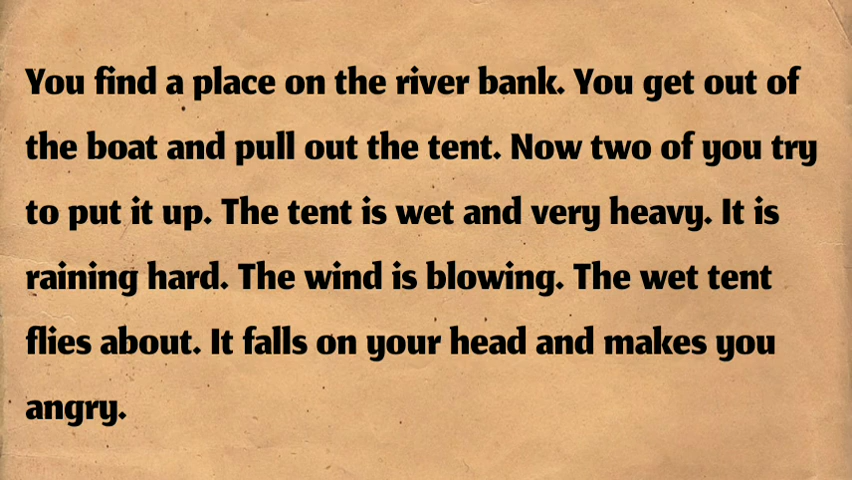 You find a place on the river bank. You get out of
the boat and pull out the tent. Now two of you try
to put it up. The tent is wet and very heavy. It is
raining hard. The wind is blowing. The wet tent
flies about. It falls on your head and makes you
angry.